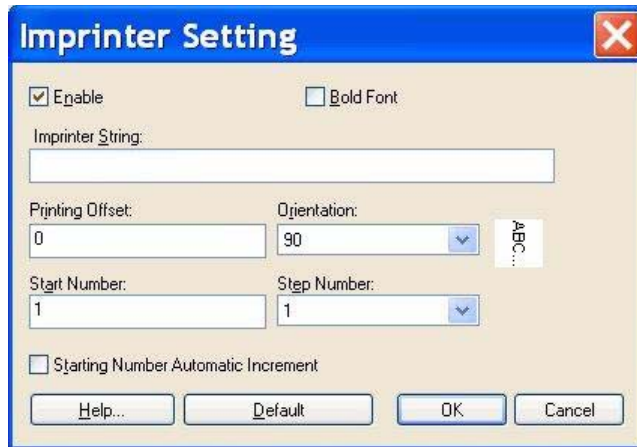 Imprinter Setting
Enable Bold Font
Imprinter String:
Printing Offset: Orientation:
0 90 ABC...
Start Number: Step Number:
1 1
Starting Number Automatic Increment
Help... Default OK Cancel